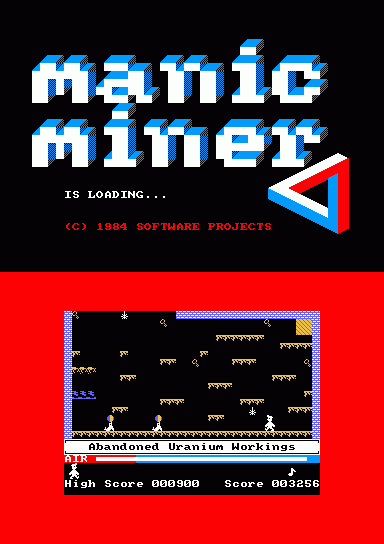 manic
miner
IS LOADING...
(C) 1984 SOFTWARE PROJECTS
Abandoned Uranium Workings
AIR
High Score 000900 Score 003256